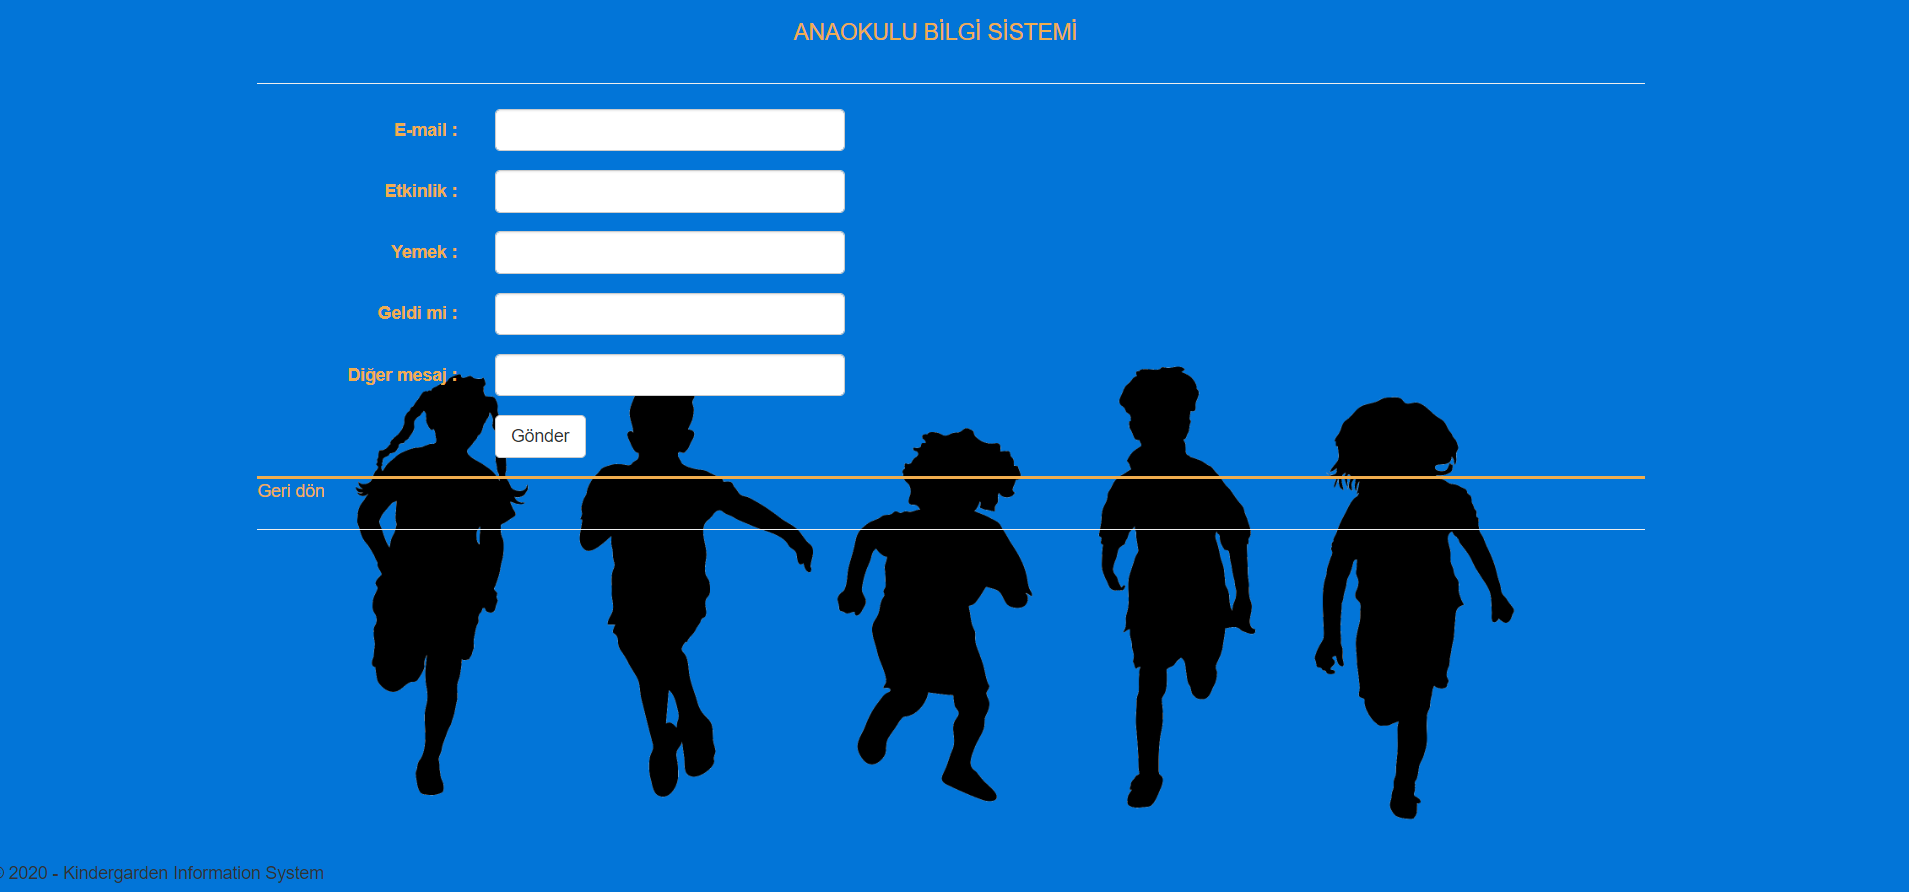 ANAOKULU BİLGİ SİSTEMİ
E-mail :
Etkinlik :
Yemek :
Geldi mi :
Diğer mesaj :
Gönder
Geri dön
© 2020 - Kindergarden Information System